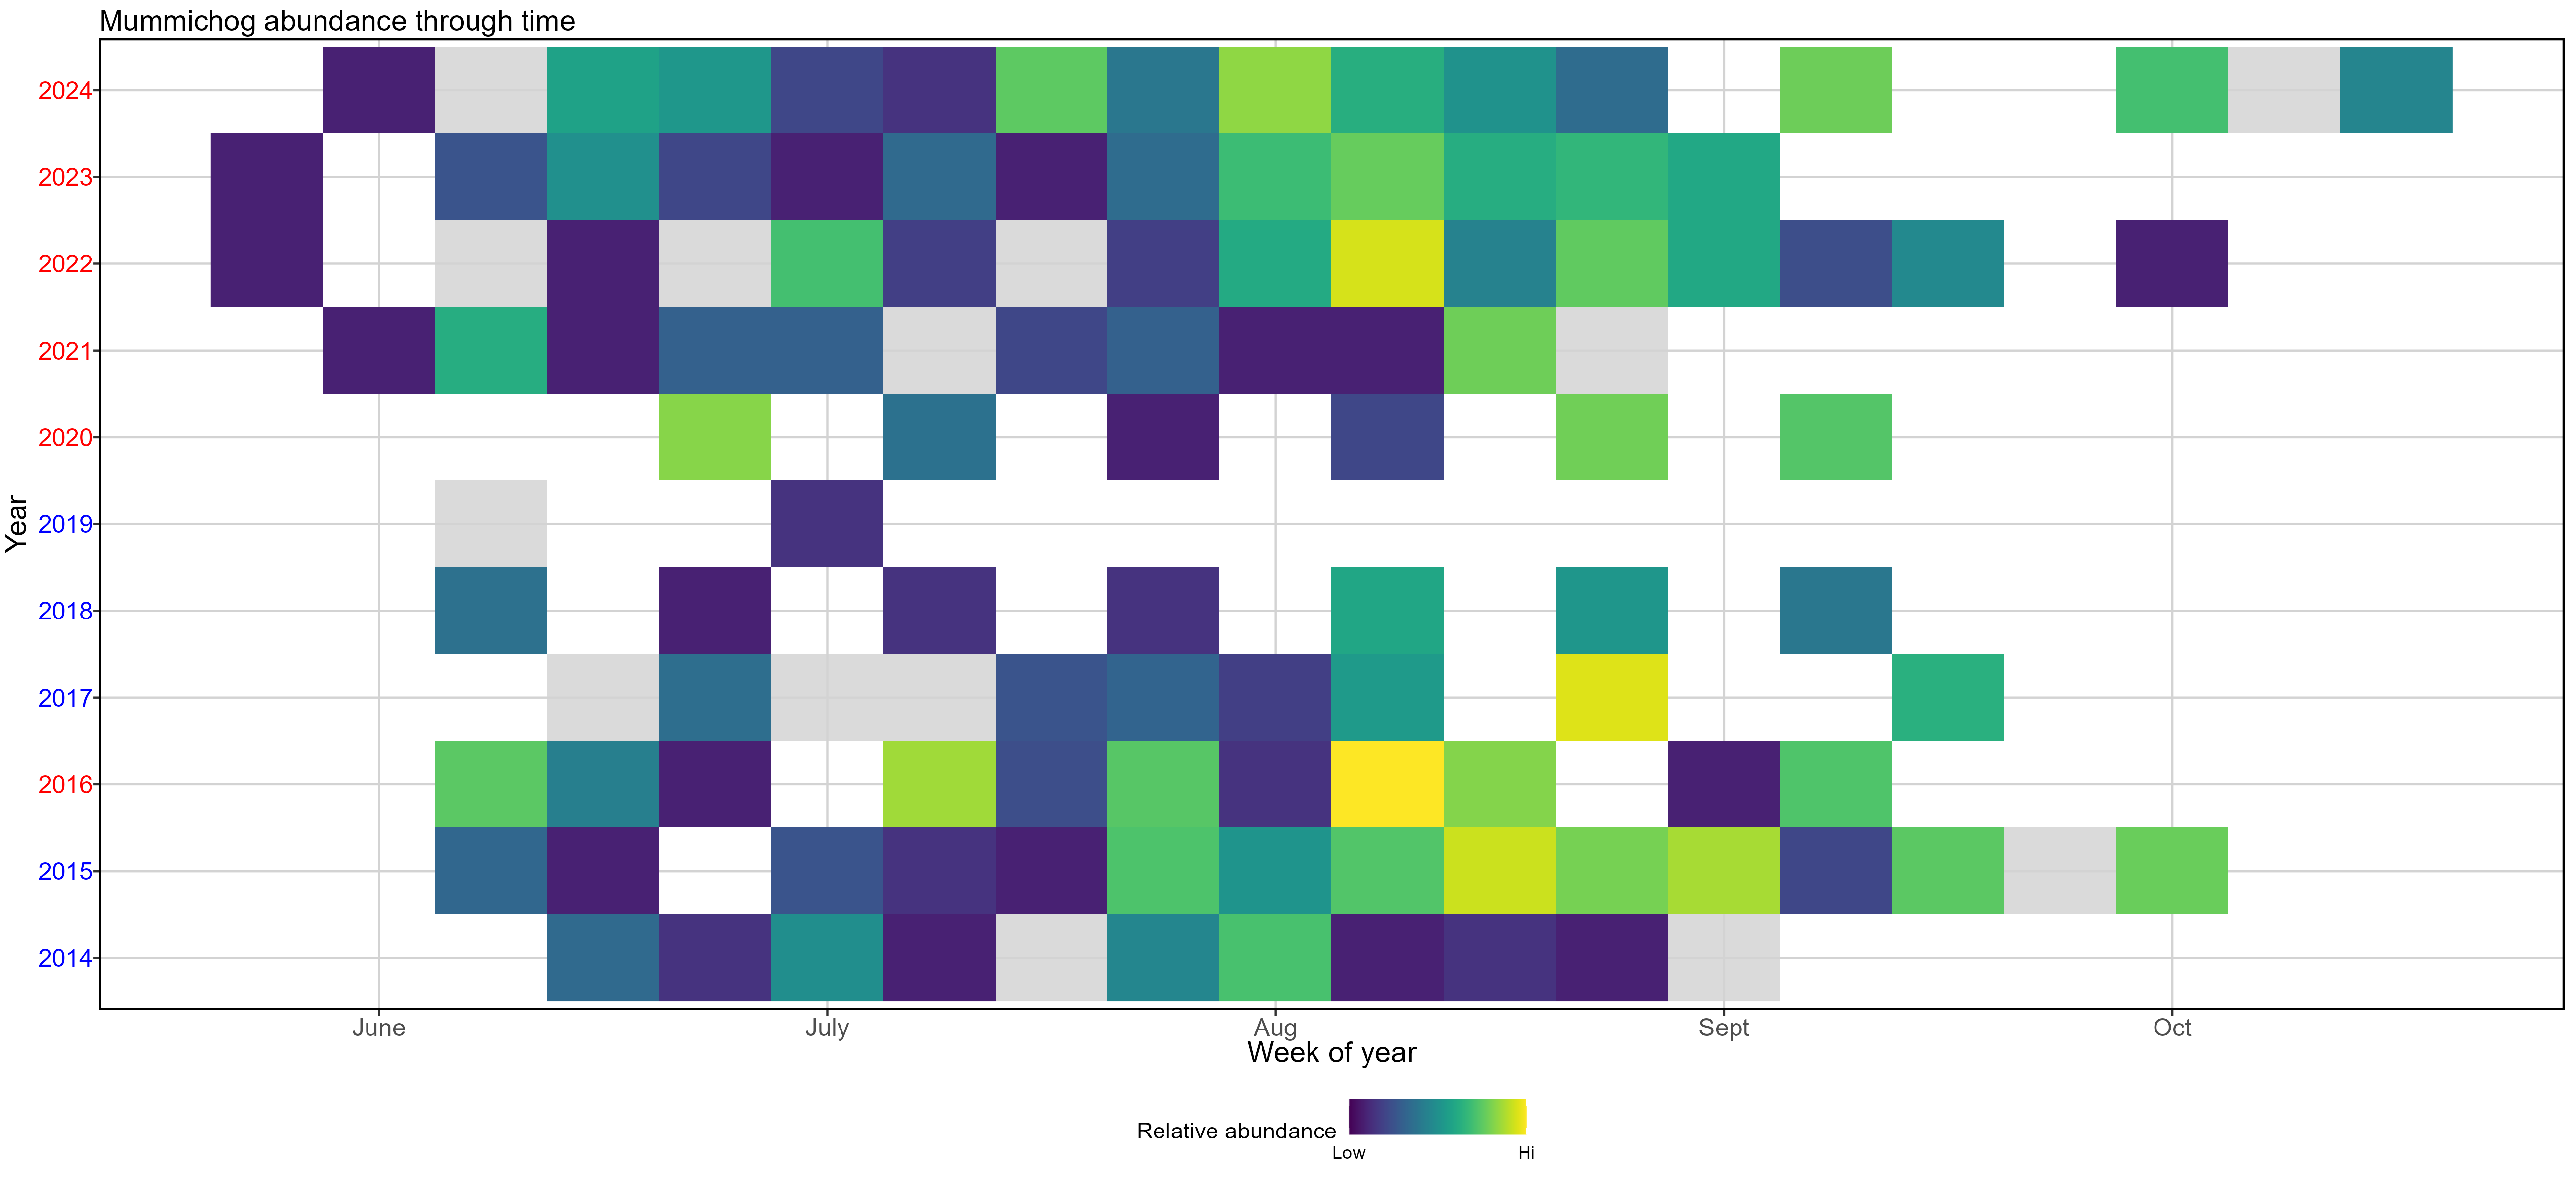 Mummichog abundance through time
Year
2024
2023
2022
2021
2020
2019
2018
2017
2016
2015
2014
June July Aug Sept Oct
Week of year
Relative abundance
Low Hi